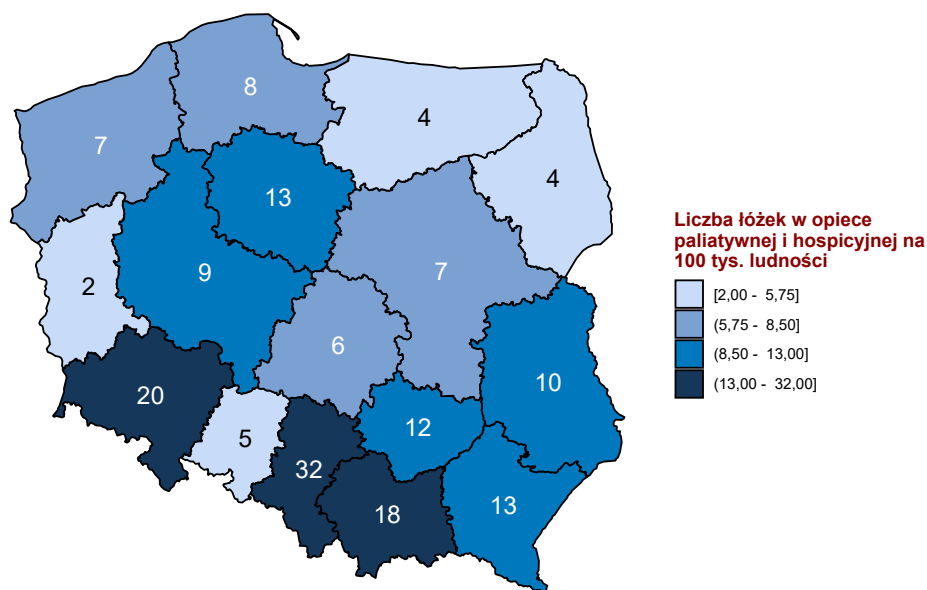 8
4
7
4
13
9
7
2
6
10
20
12
5
32
18
13
Liczba łóżek w opiece
paliatywnej i hospicyjnej na
100 tys. ludności
[2,00 - 5,75]
(5,75 - 8,50]
(8,50 - 13,00]
(13,00 - 32,00]